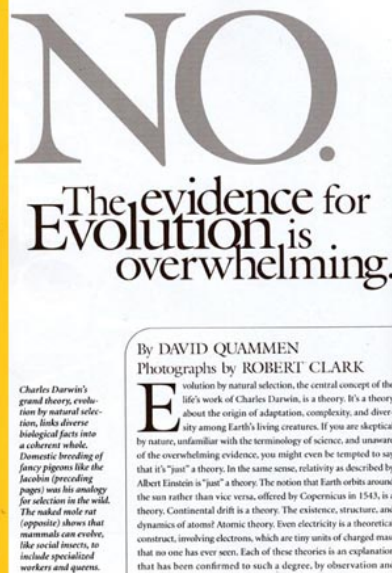 NO.
The evidence for
Evolution is
overwhelming.
By DAVID QUAMMEN
Photographs by ROBERT CLARK
Evolution by natural selection, the central concept of the
life's work of Charles Darwin, is a theory. It's a theory
about the origin of adaptation, complexity, and diver-
sity among Earth's living creatures. If you are skeptical
by nature, unfamiliar with the terminology of science, and unaware
of the overwhelming evidence, you might even be tempted to say
that it's "just" a theory. In the same sense, relativity as described by
Albert Einstein is "just" a theory. The notion that Earth orbits around
the sun rather than vice versa, offered by Copernicus in 1543, is a
theory. Continental drift is a theory. The existence, structure, and
dynamics of atoms? Atomic theory. Even electricity is a theoretical
construct, involving electrons, which are tiny units of charged mass
that no one has ever seen. Each of these theories is an explanation
that has been confirmed to such a degree, by observation and
Charles Darwin's
grand theory, evolu-
tion by natural selec-
tion, links diverse
biological facts into
a coherent whole.
Domestic breeding of
fancy pigeons like the
Jacobin (preceding
pages) was his analogy
for selection in the wild.
The naked mole rat
(opposite) shows that
mammals can evolve,
like social insects, to
include specialized
workers and queens.